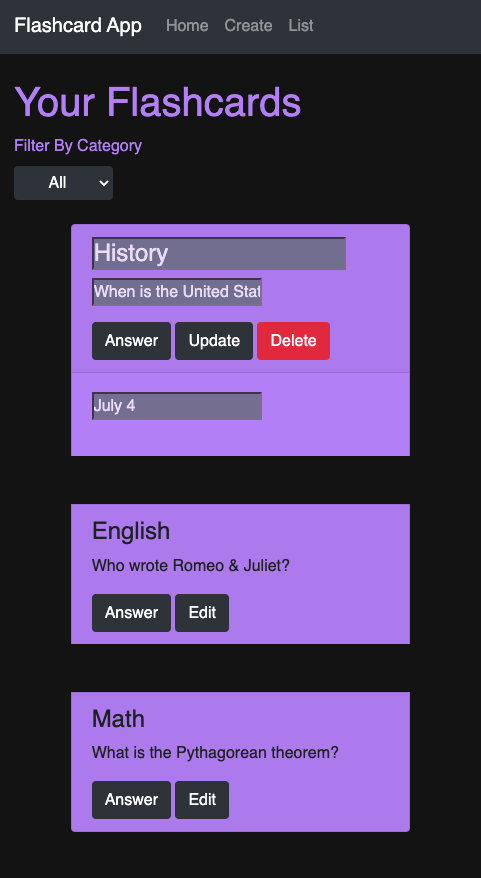 Flashcard App Home Create List
Your Flashcards
Filter By Category
All
History
When is the United Stat
Answer Update Delete
July 4
English
Who wrote Romeo & Juliet?
Answer Edit
Math
What is the Pythagorean theorem?
Answer Edit